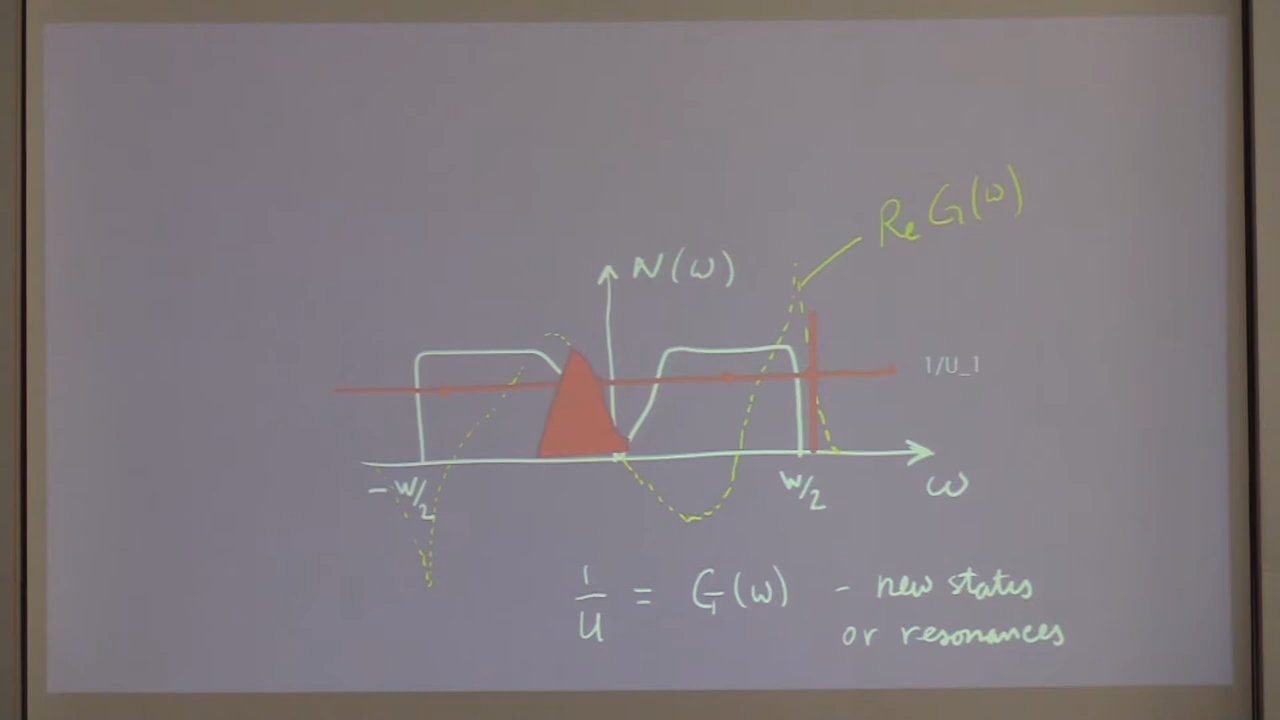 Re G(ω)
N(ω)
1/U_1
-W/2
W/2
ω
1/U = G(ω) - new states
or resonances